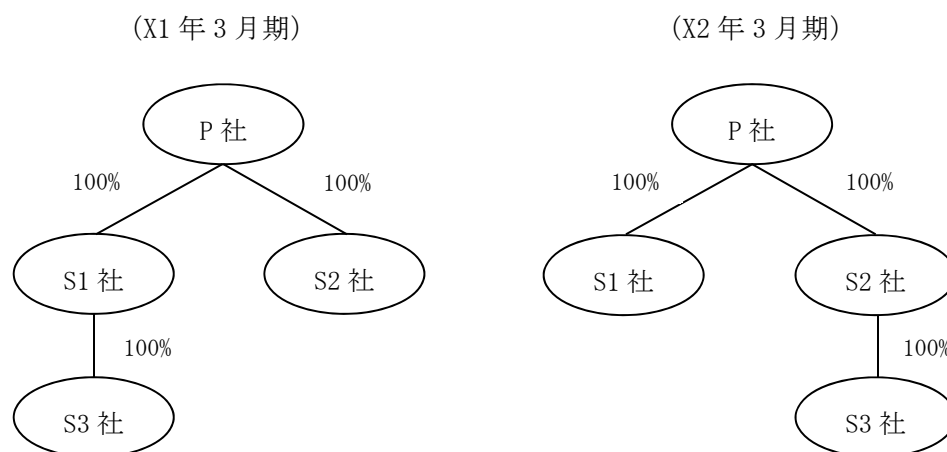 (X1 年 3 月期) (X2 年 3 月期)
P 社 P 社
100% 100% 100% 100%
S1 社 S2 社 S1 社 S2 社
100% 100%
S3 社 S3 社